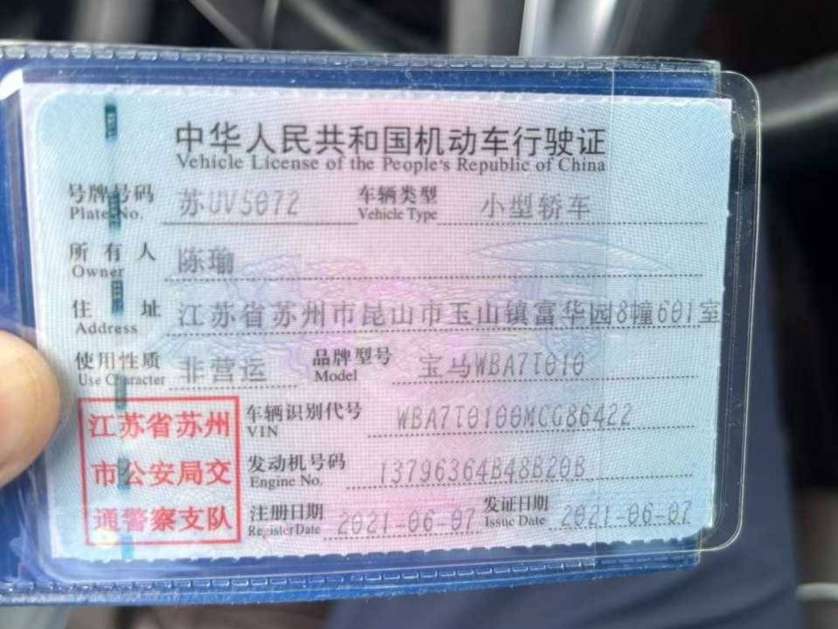 中华人民共和国机动车行驶证
Vehicle License of the People's Republic of China
号牌号码 Plate No. 苏UV5072 车辆类型 Vehicle Type 小型轿车
所有人 Owner 陈瑜
住址 Address 江苏省苏州市昆山市玉山镇富华园8幢601室
使用性质 Use Character 非营运 品牌型号 Model 宝马WBA7T010
江苏省苏州
市公安局交
通警察支队
车辆识别代号 VIN WBA7T0100MCG86422
发动机号码 Engine No. 13796364B48B20B
注册日期 Register Date 2021-06-07 发证日期 Issue Date 2021-06-07